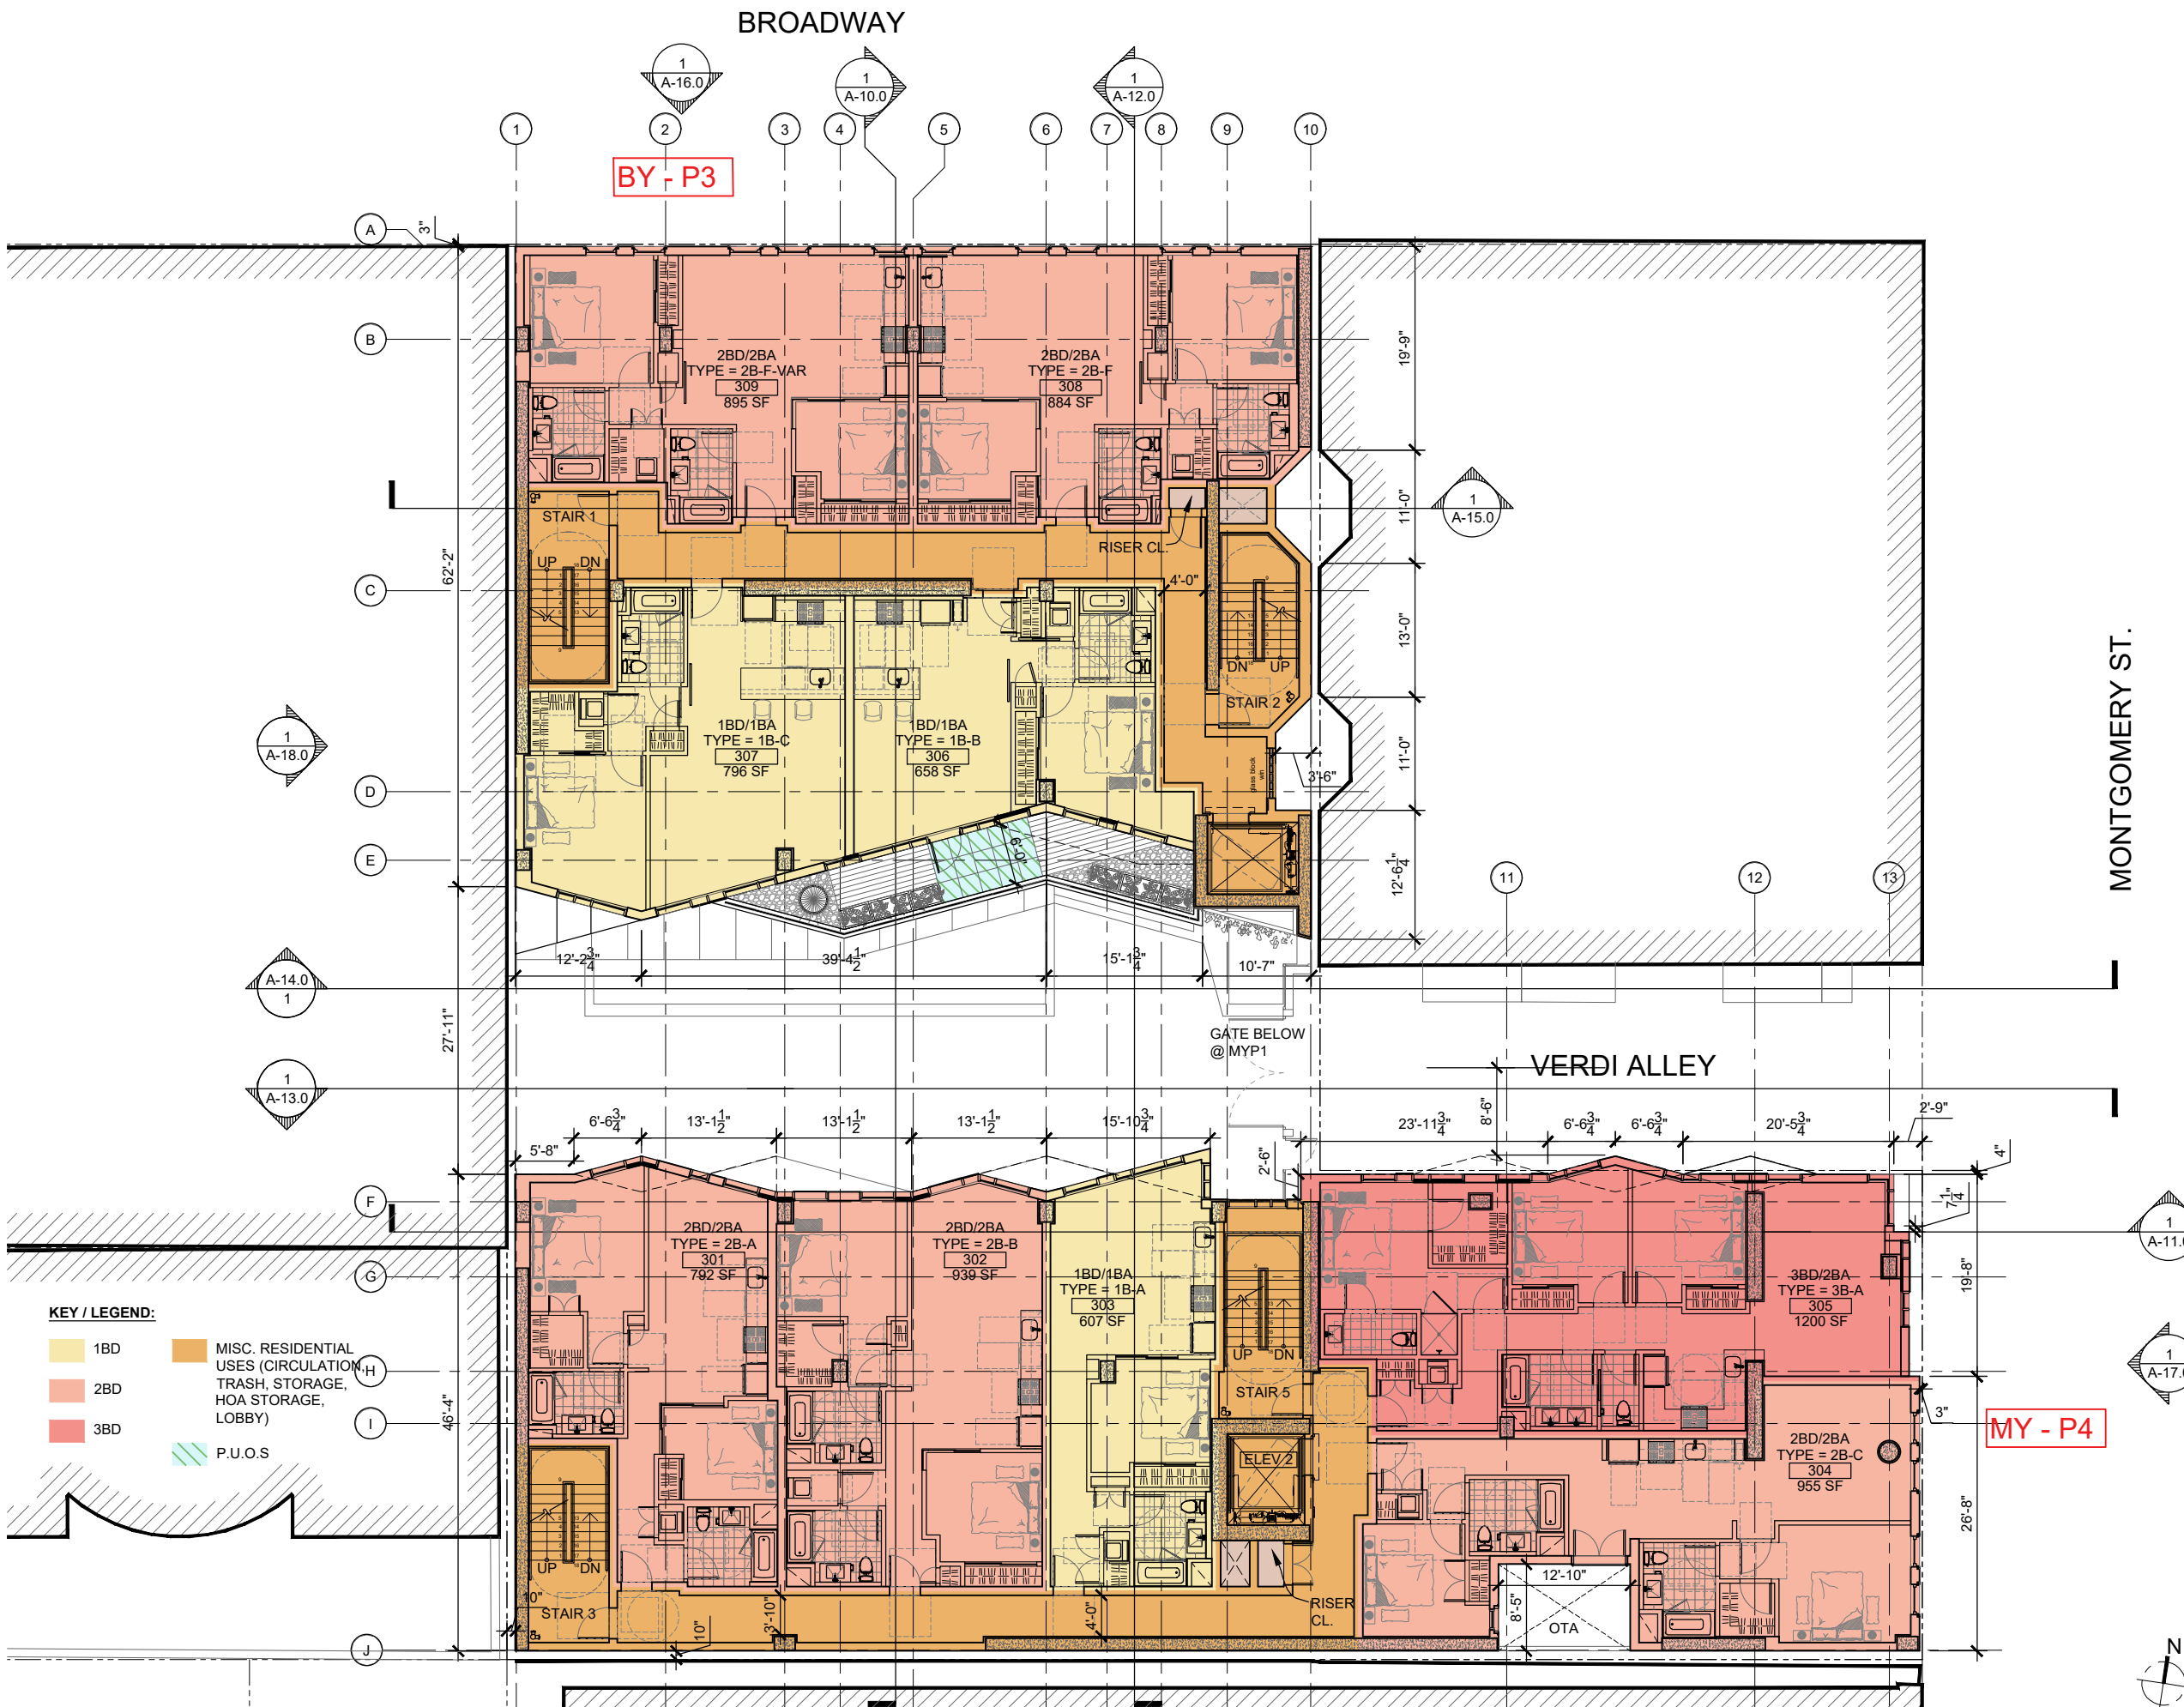 BROADWAY
1
A-16.0
1
A-10.0
1
A-12.0
1
2
3
4
5
6
7
8
9
10
BY - P3
A
3"
B
19'-9"
2BD/2BA
TYPE = 2B-F-VAR
309
895 SF
2BD/2BA
TYPE = 2B-F
308
884 SF
STAIR 1
UP DN
11'-0"
1
A-15.0
RISER CL.
62'-2"
C
4'-0"
13'-0"
DN UP
STAIR 2
MONTGOMERY ST.
1
A-18.0
1BD/1BA
TYPE = 1B-C
307
796 SF
1BD/1BA
TYPE = 1B-B
306
658 SF
glass block
win
3'-6"
11'-0"
D
E
6'-0"
12'-6 1/4"
11
12
13
12'-2 3/4"
39'-4 1/2"
15'-1 3/4"
10'-7"
A-14.0
1
27'-11"
GATE BELOW
@ MYP1
VERDI ALLEY
1
A-13.0
5'-8"
6'-6 3/4"
13'-1 1/2"
13'-1 1/2"
13'-1 1/2"
15'-10 3/4"
2'-6"
23'-11 3/4"
8'-6"
6'-6 3/4"
6'-6 3/4"
20'-5 3/4"
2'-9"
4"
7 1/4"
F
1
A-11.0
2BD/2BA
TYPE = 2B-A
301
792 SF
2BD/2BA
TYPE = 2B-B
302
939 SF
1BD/1BA
TYPE = 1B-A
303
607 SF
3BD/2BA
TYPE = 3B-A
305
1200 SF
G
19'-8"
KEY / LEGEND:
1BD
2BD
3BD
MISC. RESIDENTIAL
USES (CIRCULATION,
TRASH, STORAGE,
HOA STORAGE,
LOBBY)
P.U.O.S
H
UP DN
STAIR 5
1
A-17.0
I
46'-4"
3"
MY - P4
ELEV 2
2BD/2BA
TYPE = 2B-C
304
955 SF
26'-8"
UP DN
10"
STAIR 3
3'-10"
10"
4'-0"
RISER
CL.
12'-10"
8'-5"
OTA
J
N